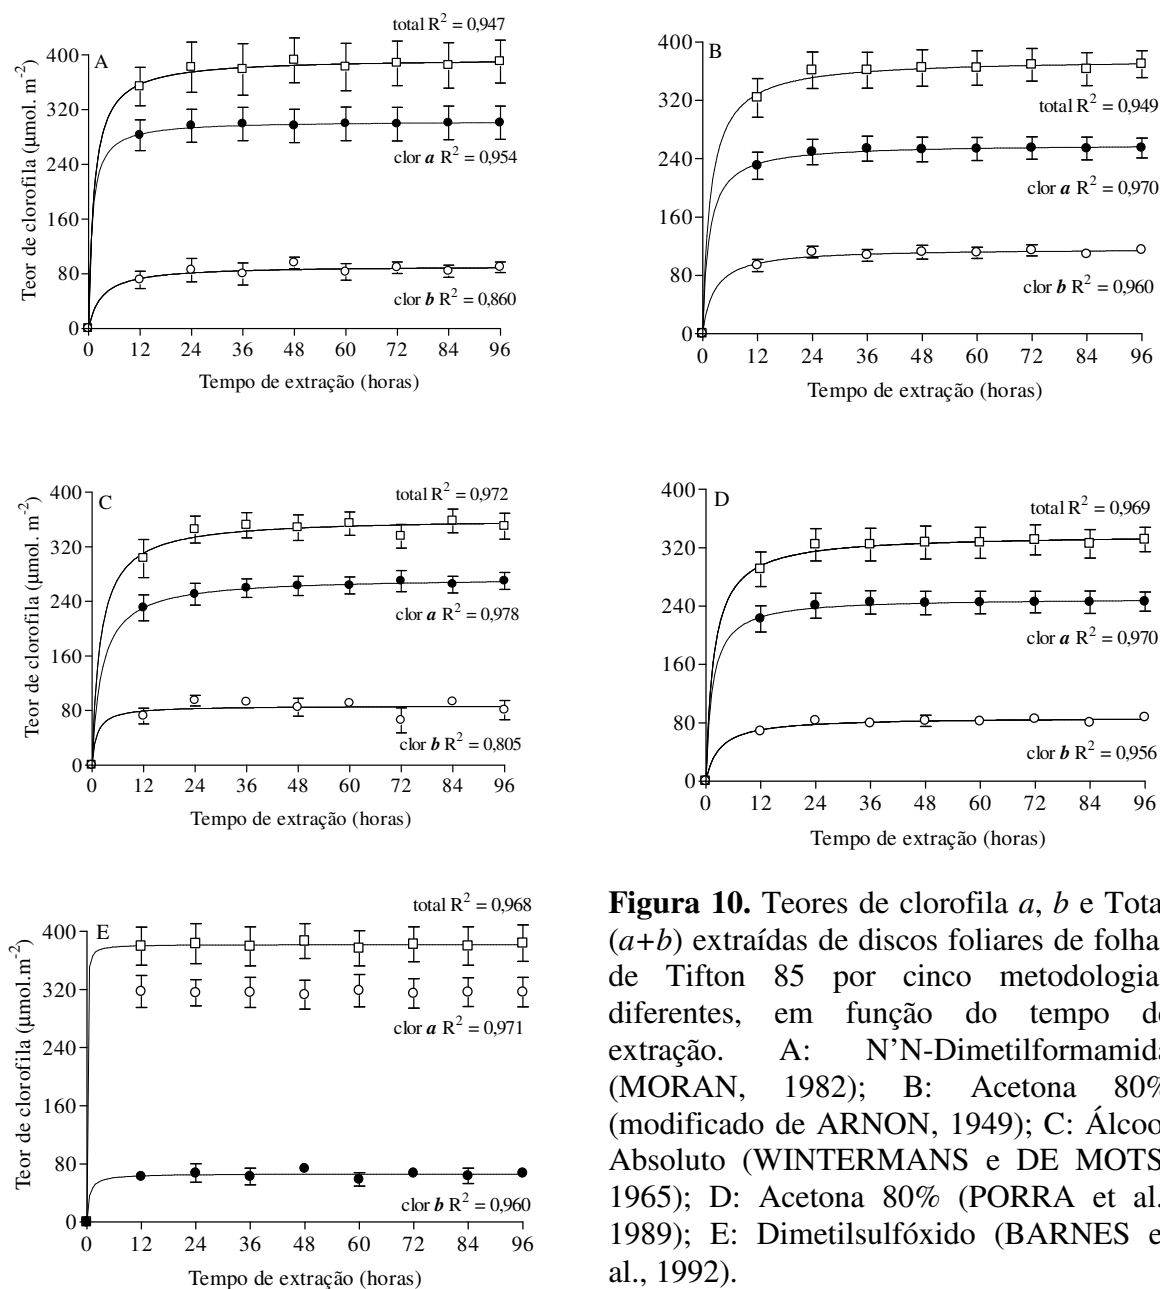 total R² = 0,947
A
400
320
240
160
80
0
Teor de clorofila (μmol. m⁻²)
clor a R² = 0,954
clor b R² = 0,860
0 12 24 36 48 60 72 84 96
Tempo de extração (horas)
B
400
320
240
160
80
0
total R² = 0,949
clor a R² = 0,970
clor b R² = 0,960
0 12 24 36 48 60 72 84 96
Tempo de extração (horas)
C
total R² = 0,972
400
320
240
160
80
0
Teor de clorofila (μmol. m⁻²)
clor a R² = 0,978
clor b R² = 0,805
0 12 24 36 48 60 72 84 96
Tempo de extração (horas)
D
total R² = 0,969
400
320
240
160
80
0
clor a R² = 0,970
clor b R² = 0,956
0 12 24 36 48 60 72 84 96
Tempo de extração (horas)
total R² = 0,968
E
400
320
240
160
80
0
Teor de clorofila (μmol.m⁻²)
clor a R² = 0,971
clor b R² = 0,960
0 12 24 36 48 60 72 84 96
Tempo de extração (horas)
Figura 10. Teores de clorofila a, b e Tota
(a+b) extraídas de discos foliares de folha
de Tifton 85 por cinco metodologia
diferentes, em função do tempo de
extração. A: N'N-Dimetilformamida
(MORAN, 1982); B: Acetona 80%
(modificado de ARNON, 1949); C: Álcoo
Absoluto (WINTERMANS e DE MOTS
1965); D: Acetona 80% (PORRA et al.
1989); E: Dimetilsulfóxido (BARNES e
al., 1992).